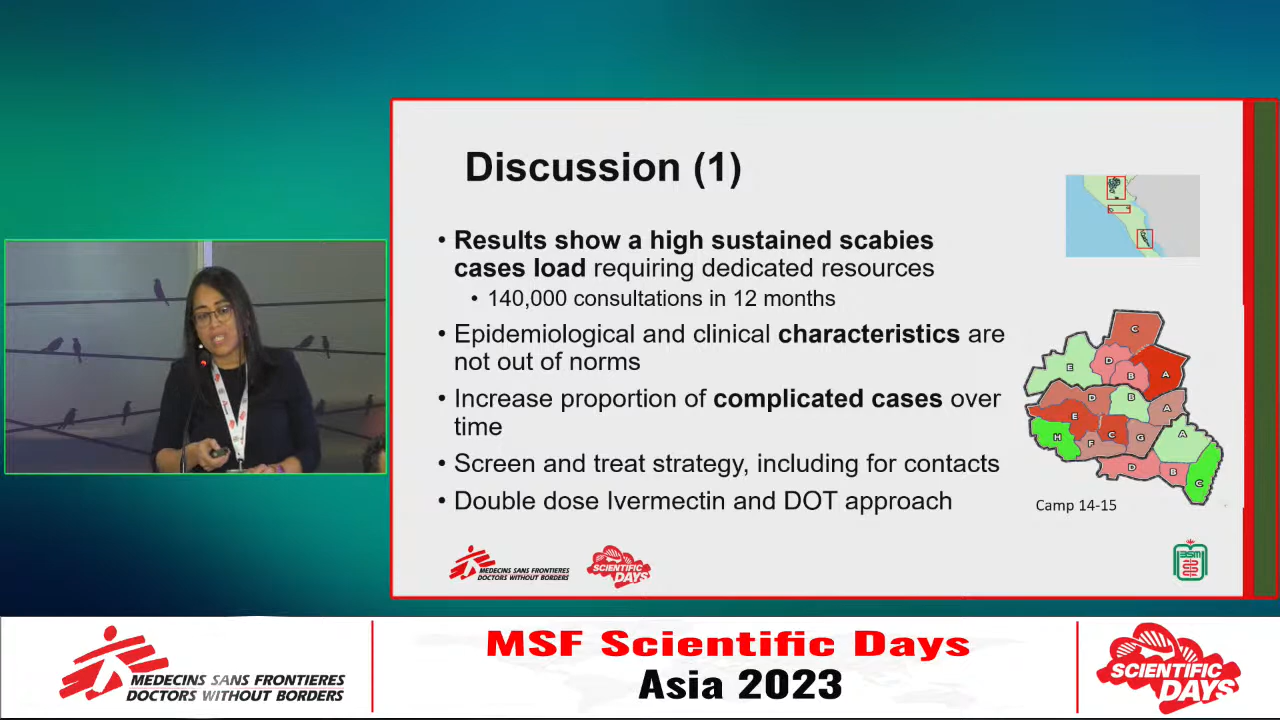 Discussion (1)
• Results show a high sustained scabies
cases load requiring dedicated resources
• 140,000 consultations in 12 months
• Epidemiological and clinical characteristics are
not out of norms
• Increase proportion of complicated cases over
time
• Screen and treat strategy, including for contacts
• Double dose Ivermectin and DOT approach
C
E
D
B
A
D
B
A
E
C
G
A
H
F
D
B
C
Camp 14-15
MEDECINS SANS FRONTIERES
DOCTORS WITHOUT BORDERS
SCIENTIFIC
DAYS
BSM
MEDECINS SANS FRONTIERES
DOCTORS WITHOUT BORDERS
MSF Scientific Days
Asia 2023
SCIENTIFIC
DAYS